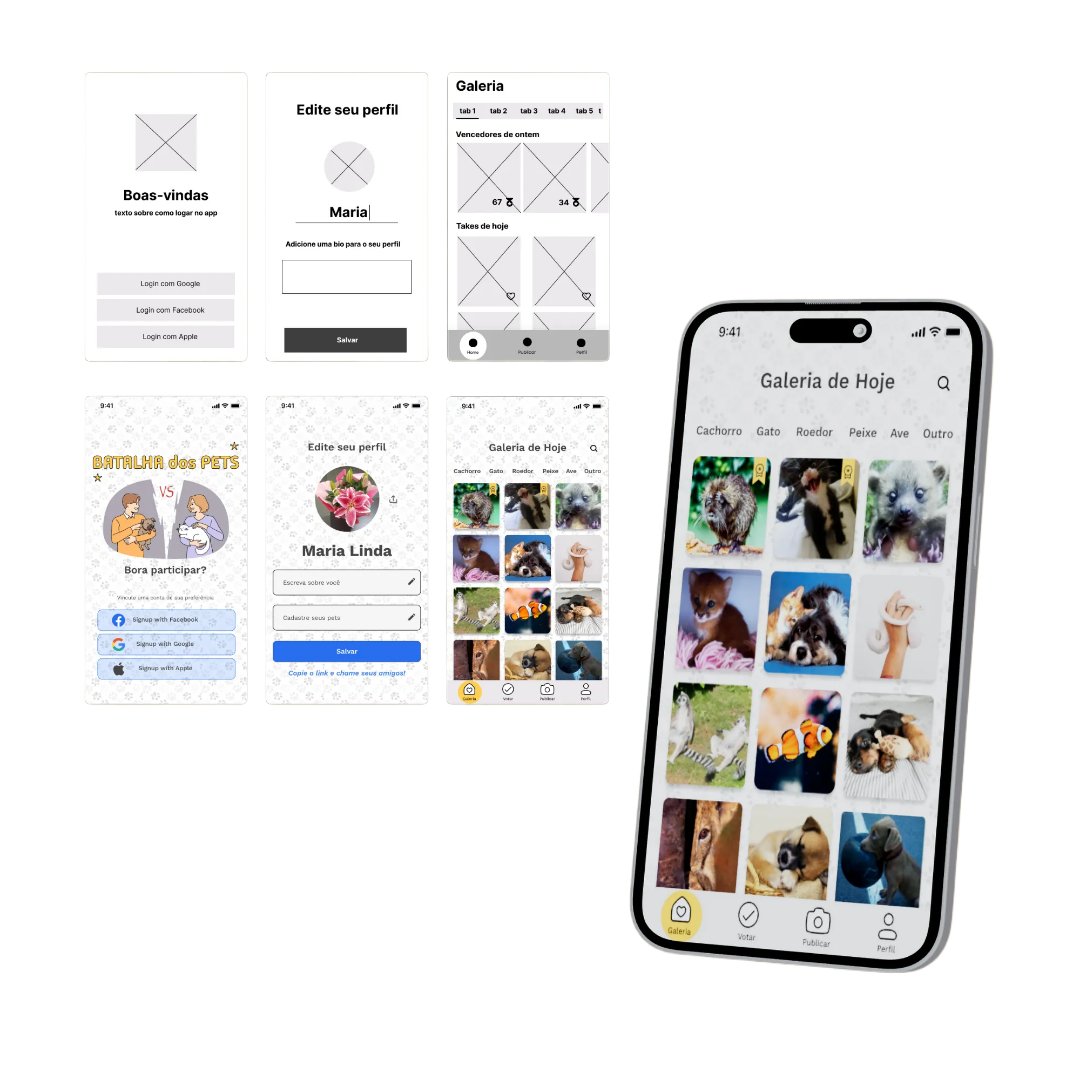 Boas-vindas
texto sobre como logar no app
Login com Google
Login com Facebook
Login com Apple
Edite seu perfil
Maria
Adicione uma bio para o seu perfil
Salvar
Galeria
tab 1 tab 2 tab 3 tab 4 tab 5 t
Vencedores de ontem
67 34
Takes de hoje
Home Publicar Perfil
9:41
BATALHA dos PETS
VS
Bora participar?
Vincule uma conta de sua preferência
Signup with Facebook
Signup with Google
Signup with Apple
9:41
Edite seu perfil
Maria Linda
Escreva sobre você
Cadastre seus pets
Salvar
Copie o link e chame seus amigos!
9:41
Galeria de Hoje
Cachorro Gato Roedor Peixe Ave Outro
Galeria Votar Publicar Perfil
9:41
Galeria de Hoje
Cachorro Gato Roedor Peixe Ave Outro
Galeria Votar Publicar Perfil